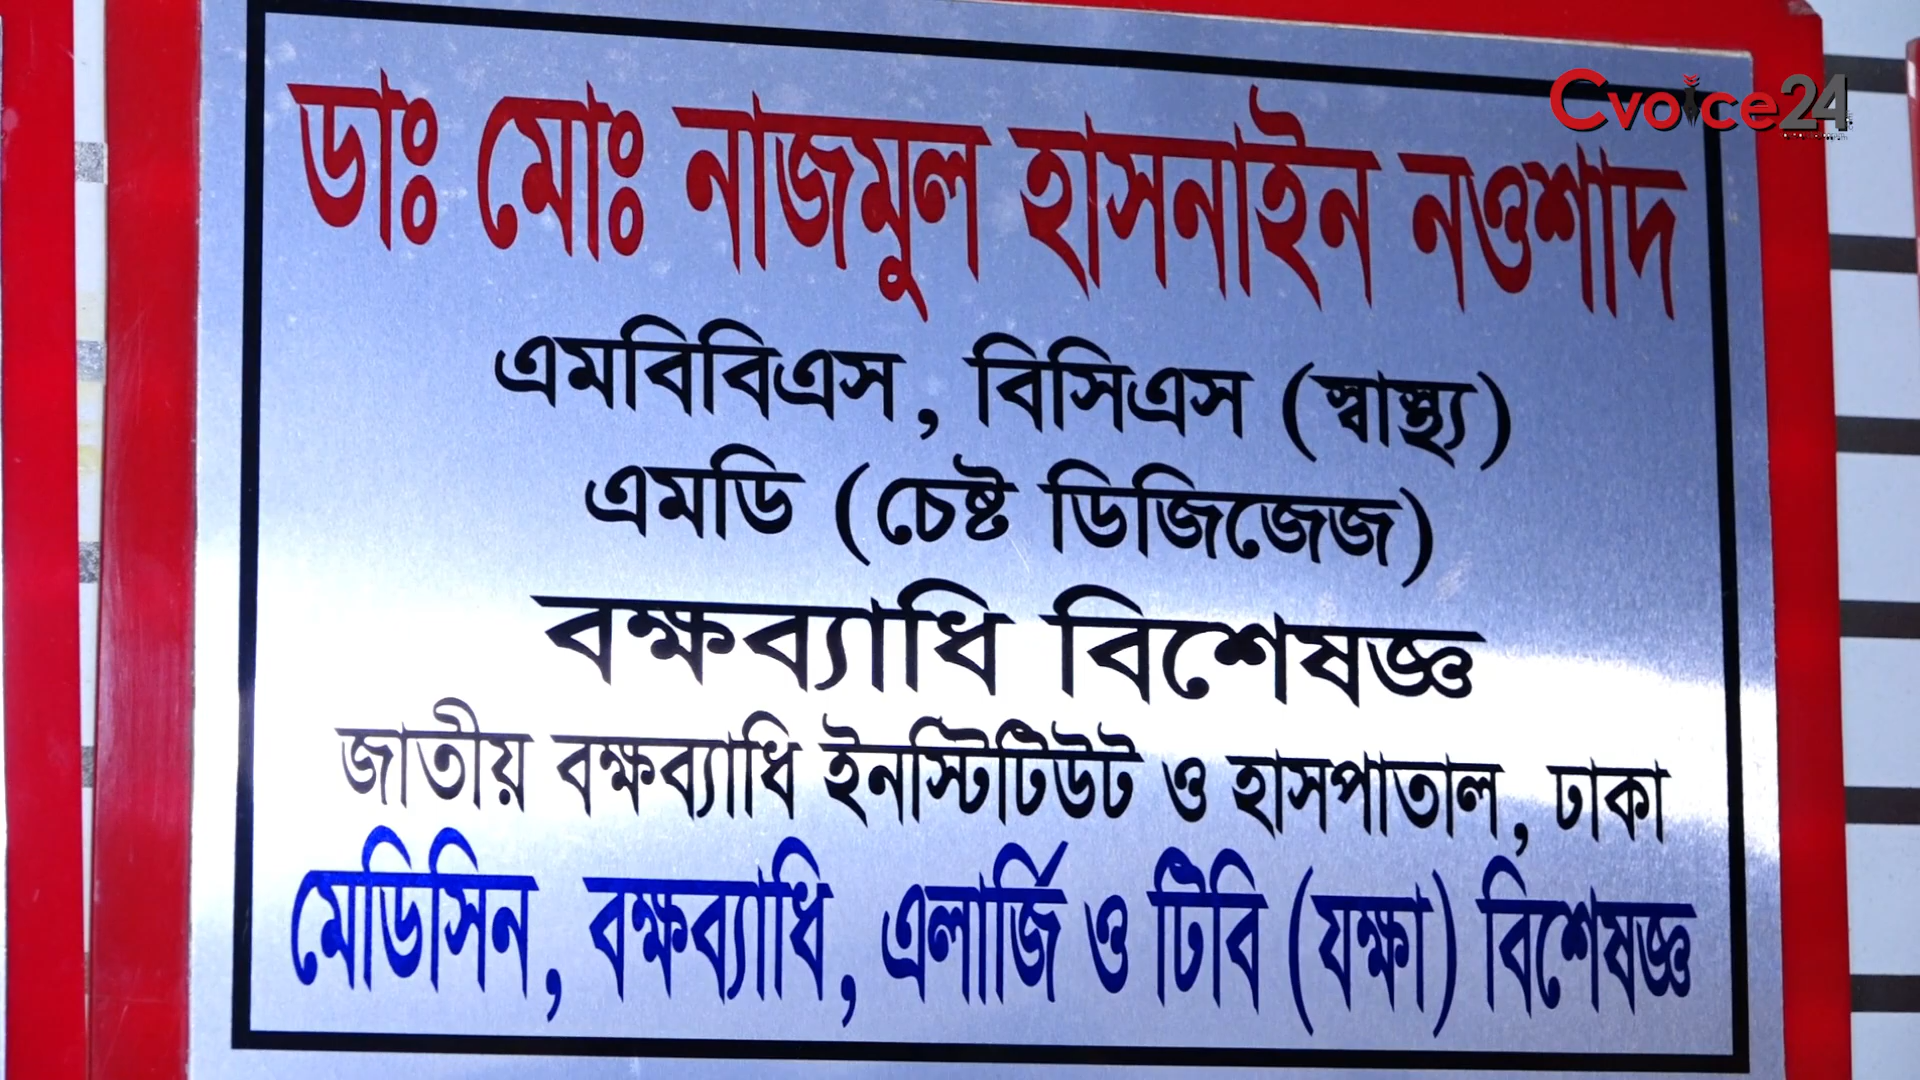 Cvoice24
ডাঃ মোঃ নাজমুল হাসনাইন নওশাদ
এমবিবিএস, বিসিএস (স্বাস্থ্য)
এমডি (চেষ্ট ডিজিজেজ)
বক্ষব্যাধি বিশেষজ্ঞ
জাতীয় বক্ষব্যাধি ইনস্টিটিউট ও হাসপাতাল, ঢাকা
মেডিসিন, বক্ষব্যাধি, এলার্জি ও টিবি (যক্ষা) বিশেষজ্ঞ